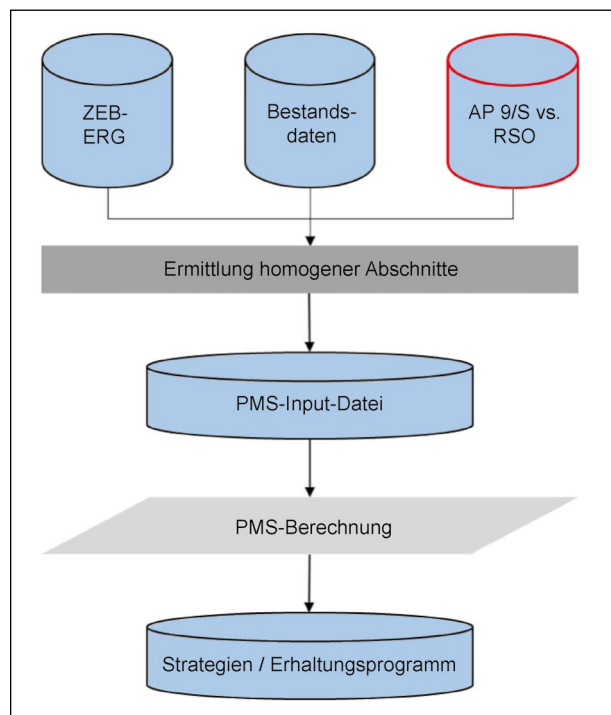 ZEB-
ERG
Bestands-
daten
AP 9/S vs.
RSO
Ermittlung homogener Abschnitte
PMS-Input-Datei
PMS-Berechnung
Strategien / Erhaltungsprogramm